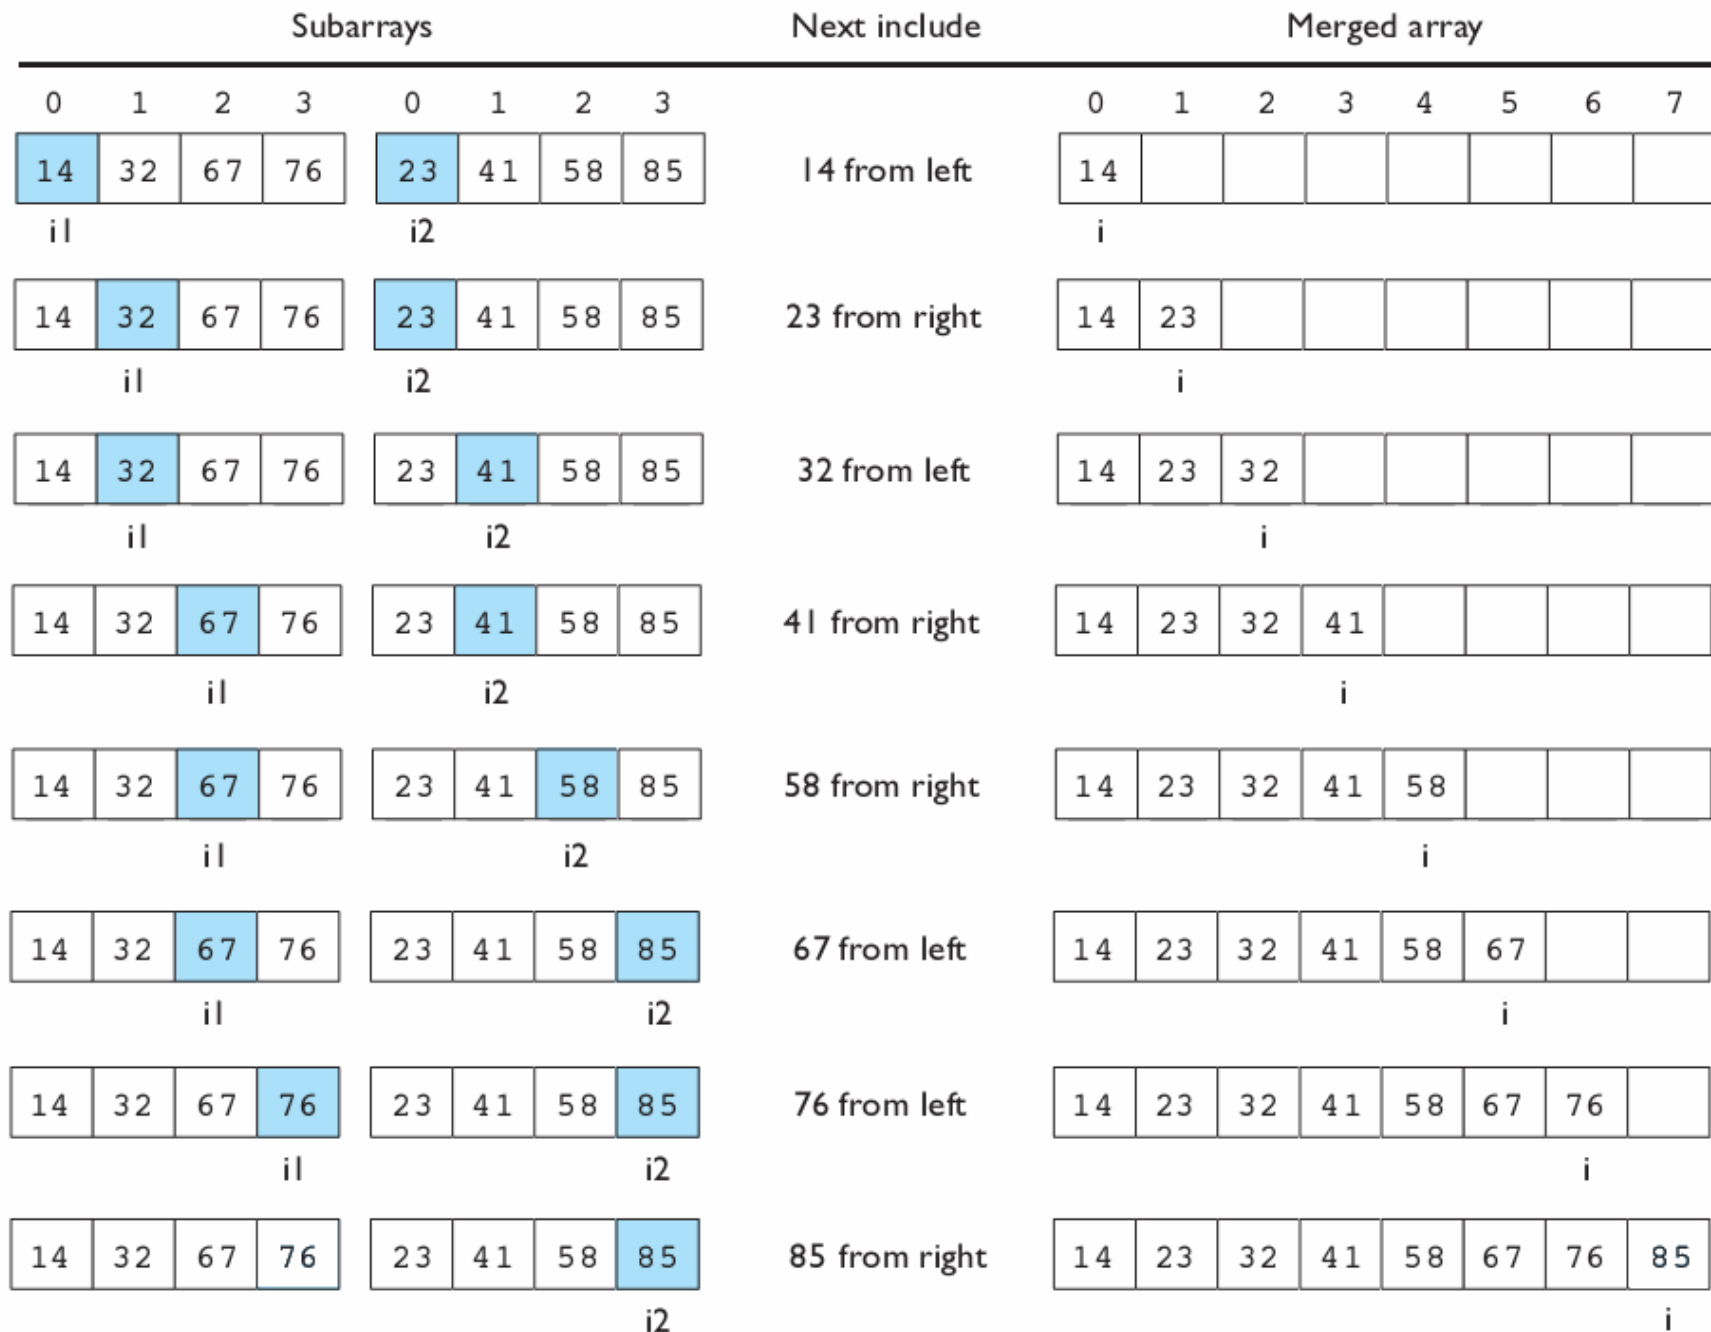 Subarrays Next include Merged array
0 1 2 3 0 1 2 3 0 1 2 3 4 5 6 7
14 32 67 76 23 41 58 85 14 from left 14
i1 i2 i
14 32 67 76 23 41 58 85 23 from right 14 23
i1 i2 i
14 32 67 76 23 41 58 85 32 from left 14 23 32
i1 i2 i
14 32 67 76 23 41 58 85 41 from right 14 23 32 41
i1 i2 i
14 32 67 76 23 41 58 85 58 from right 14 23 32 41 58
i1 i2 i
14 32 67 76 23 41 58 85 67 from left 14 23 32 41 58 67
i1 i2 i
14 32 67 76 23 41 58 85 76 from left 14 23 32 41 58 67 76
i1 i2 i
14 32 67 76 23 41 58 85 85 from right 14 23 32 41 58 67 76 85
i2 i